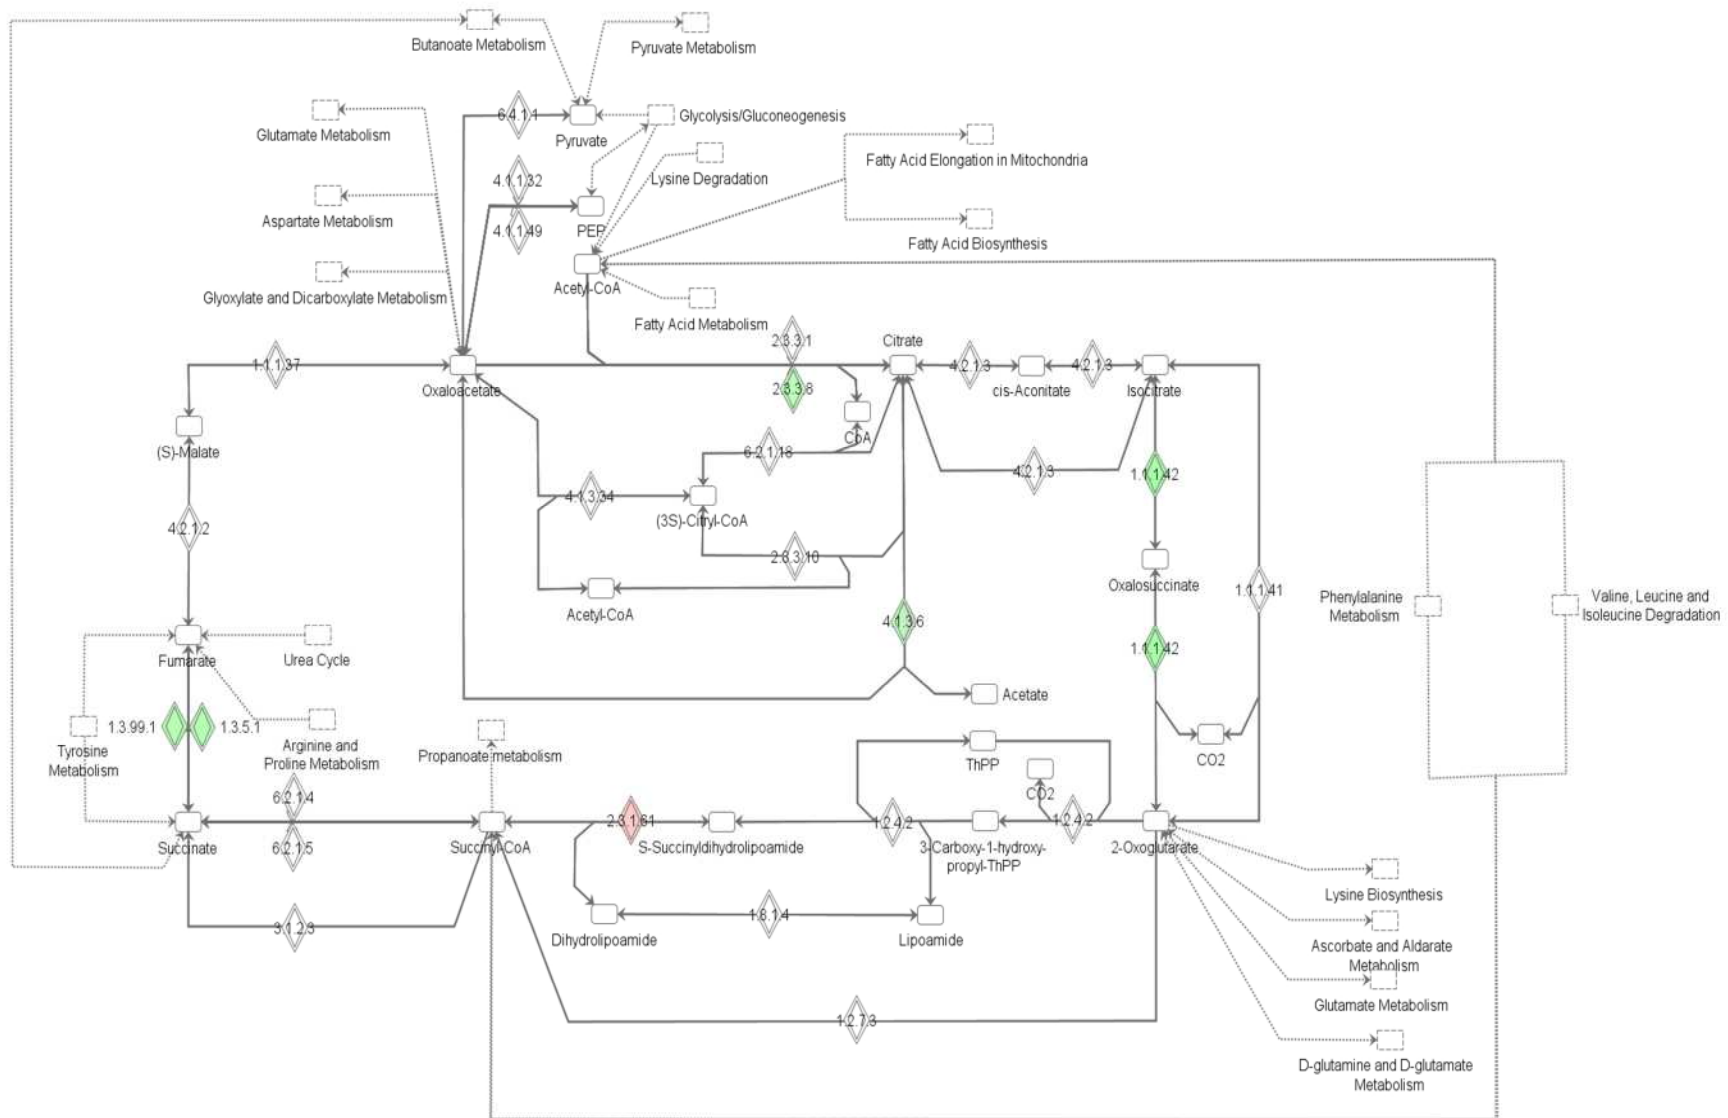 Butanoate Metabolism
Pyruvate Metabolism
Glutamate Metabolism
6.4.1.1
Pyruvate
Glycolysis/Gluconeogenesis
Fatty Acid Elongation in Mitochondria
4.1.1.32
Lysine Degradation
Aspartate Metabolism
4.1.1.49
PEP
Fatty Acid Biosynthesis
Glyoxylate and Dicarboxylate Metabolism
Acetyl-CoA
Fatty Acid Metabolism
2.3.3.1
Citrate
1.1.1.37
Oxaloacetate
2.3.3.8
4.2.1.3
cis-Aconitate
4.2.1.3
Isocitrate
CoA
(S)-Malate
6.2.1.18
4.2.1.3
1.1.1.42
4.1.3.34
(3S)-Citryl-CoA
4.2.1.2
2.8.3.10
Oxalosuccinate
1.1.1.41
Acetyl-CoA
Phenylalanine
Metabolism
Valine, Leucine and
Isoleucine Degradation
4.1.3.6
1.1.1.42
Fumarate
Urea Cycle
Acetate
1.3.99.1
1.3.5.1
Tyrosine
Metabolism
Arginine and
Proline Metabolism
Propanoate metabolism
ThPP
CO2
CO2
6.2.1.4
Succinate
6.2.1.5
Succinyl-CoA
2.3.1.61
S-Succinyldihydrolipoamide
1.2.4.2
3-Carboxy-1-hydroxy-
propyl-ThPP
1.2.4.2
2-Oxoglutarate
Lysine Biosynthesis
3.1.2.3
Dihydrolipoamide
1.8.1.4
Lipoamide
Ascorbate and Aldarate
Metabolism
Glutamate Metabolism
1.2.7.3
D-glutamine and D-glutamate
Metabolism